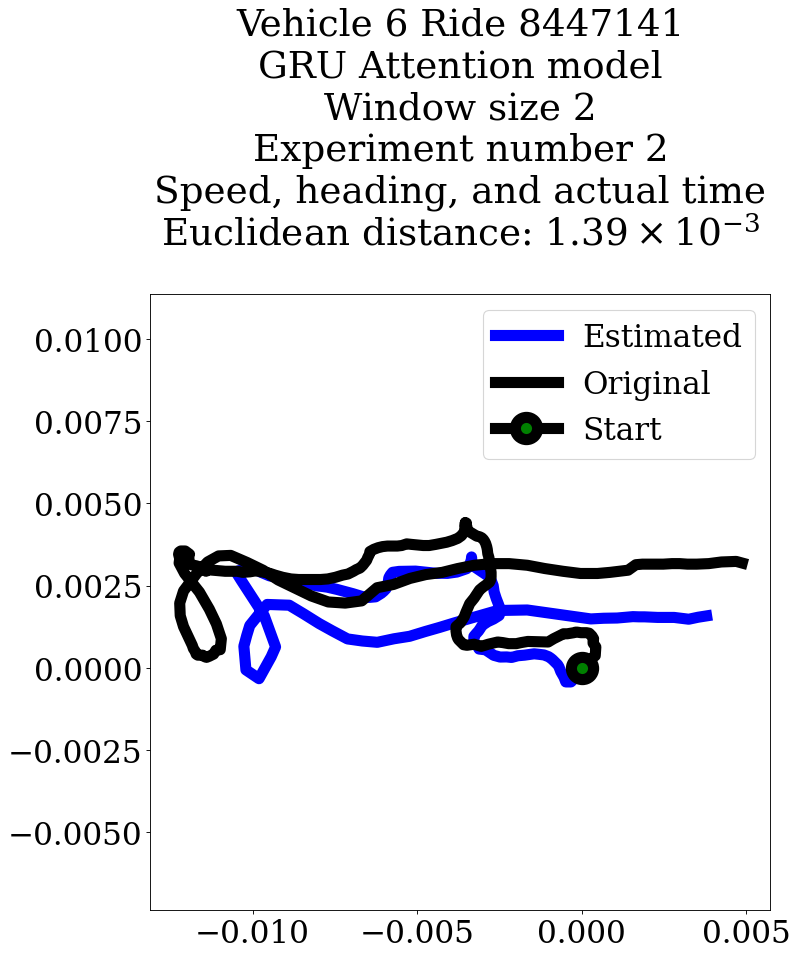 Vehicle 6 Ride 8447141
GRU Attention model
Window size 2
Experiment number 2
Speed, heading, and actual time
Euclidean distance: 1.39 × 10⁻³
Estimated
Original
Start
0.0100
0.0075
0.0050
0.0025
0.0000
−0.0025
−0.0050
−0.010
−0.005
0.000
0.005